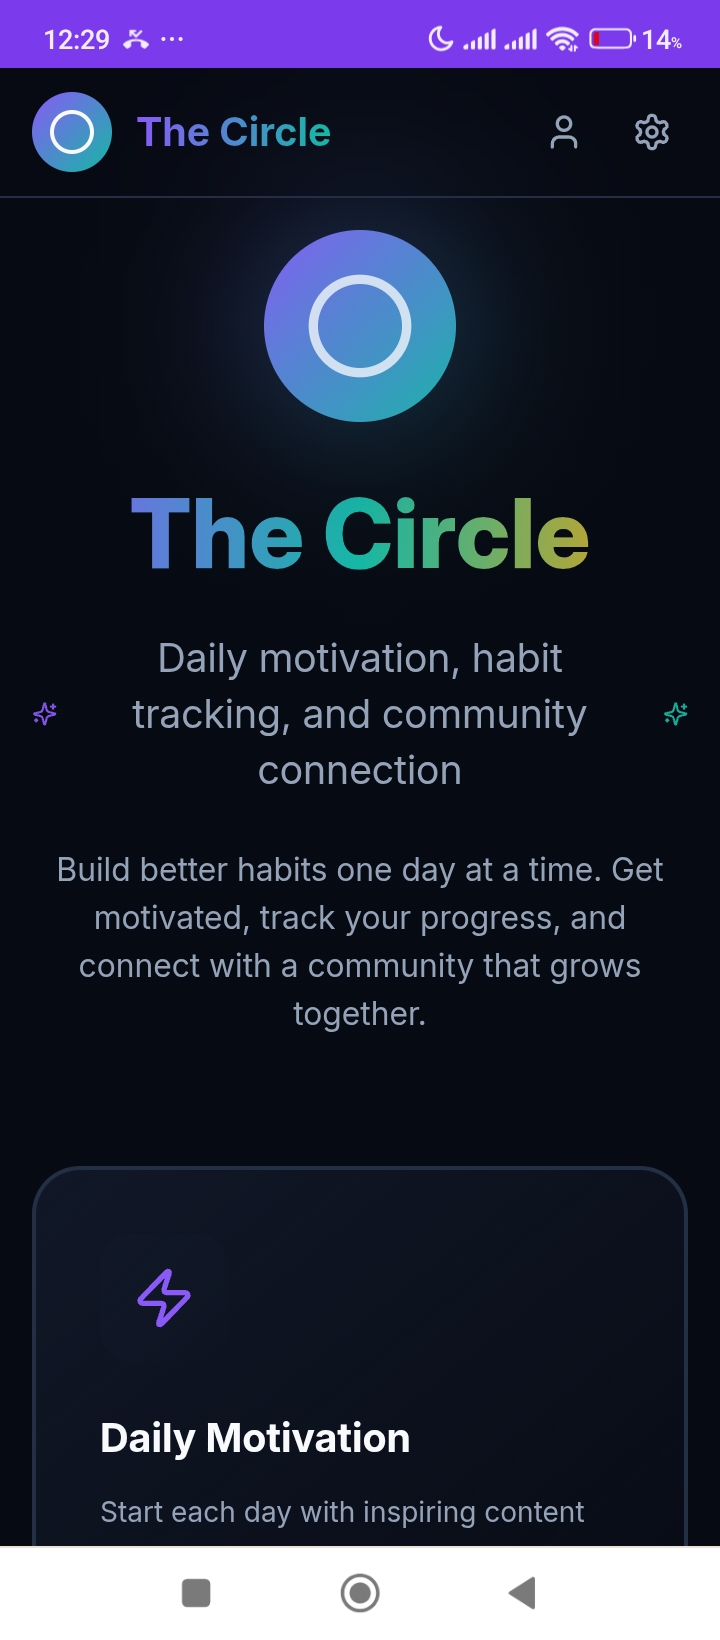 12:29 ... 14%
The Circle
The Circle
Daily motivation, habit
tracking, and community
connection
Build better habits one day at a time. Get
motivated, track your progress, and
connect with a community that grows
together.
Daily Motivation
Start each day with inspiring content